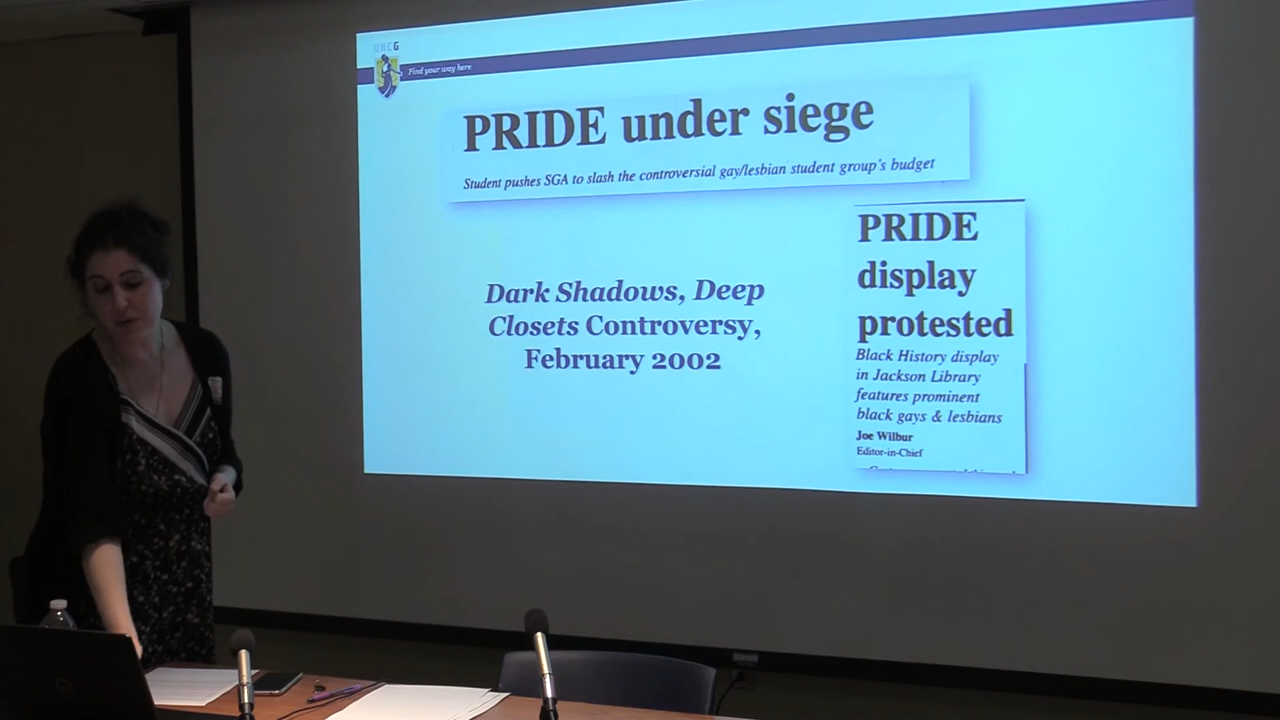 UNCG
Find your way here
PRIDE under siege
Student pushes SGA to slash the controversial gay/lesbian student group's budget
Dark Shadows, Deep
Closets Controversy,
February 2002
PRIDE
display
protested
Black History display
in Jackson Library
features prominent
black gays & lesbians
Joe Wilbur
Editor-in-Chief